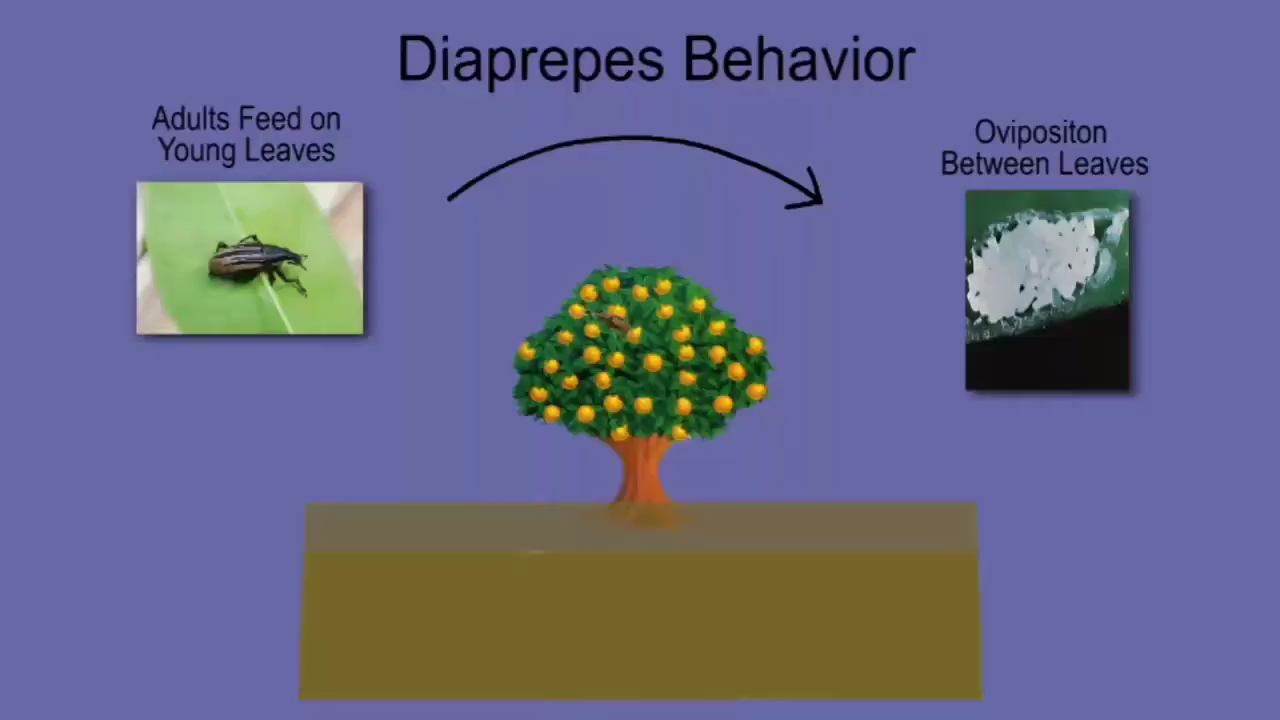 Diaprepes Behavior
Adults Feed on
Young Leaves
Ovipositon
Between Leaves